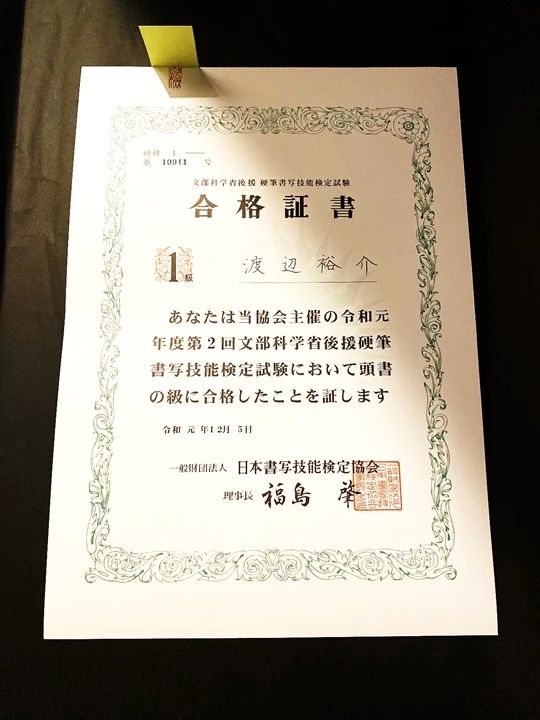 硬検 1
第 10011 号
文部科学省後援 硬筆書写技能検定試験
合格証書
1級
渡辺裕介
あなたは当協会主催の令和元
年度第2回文部科学省後援硬筆
書写技能検定試験において頭書
の級に合格したことを証します
令和 元 年12月 5日
一般財団法人 日本書写技能検定協会
理事長 福島 肇